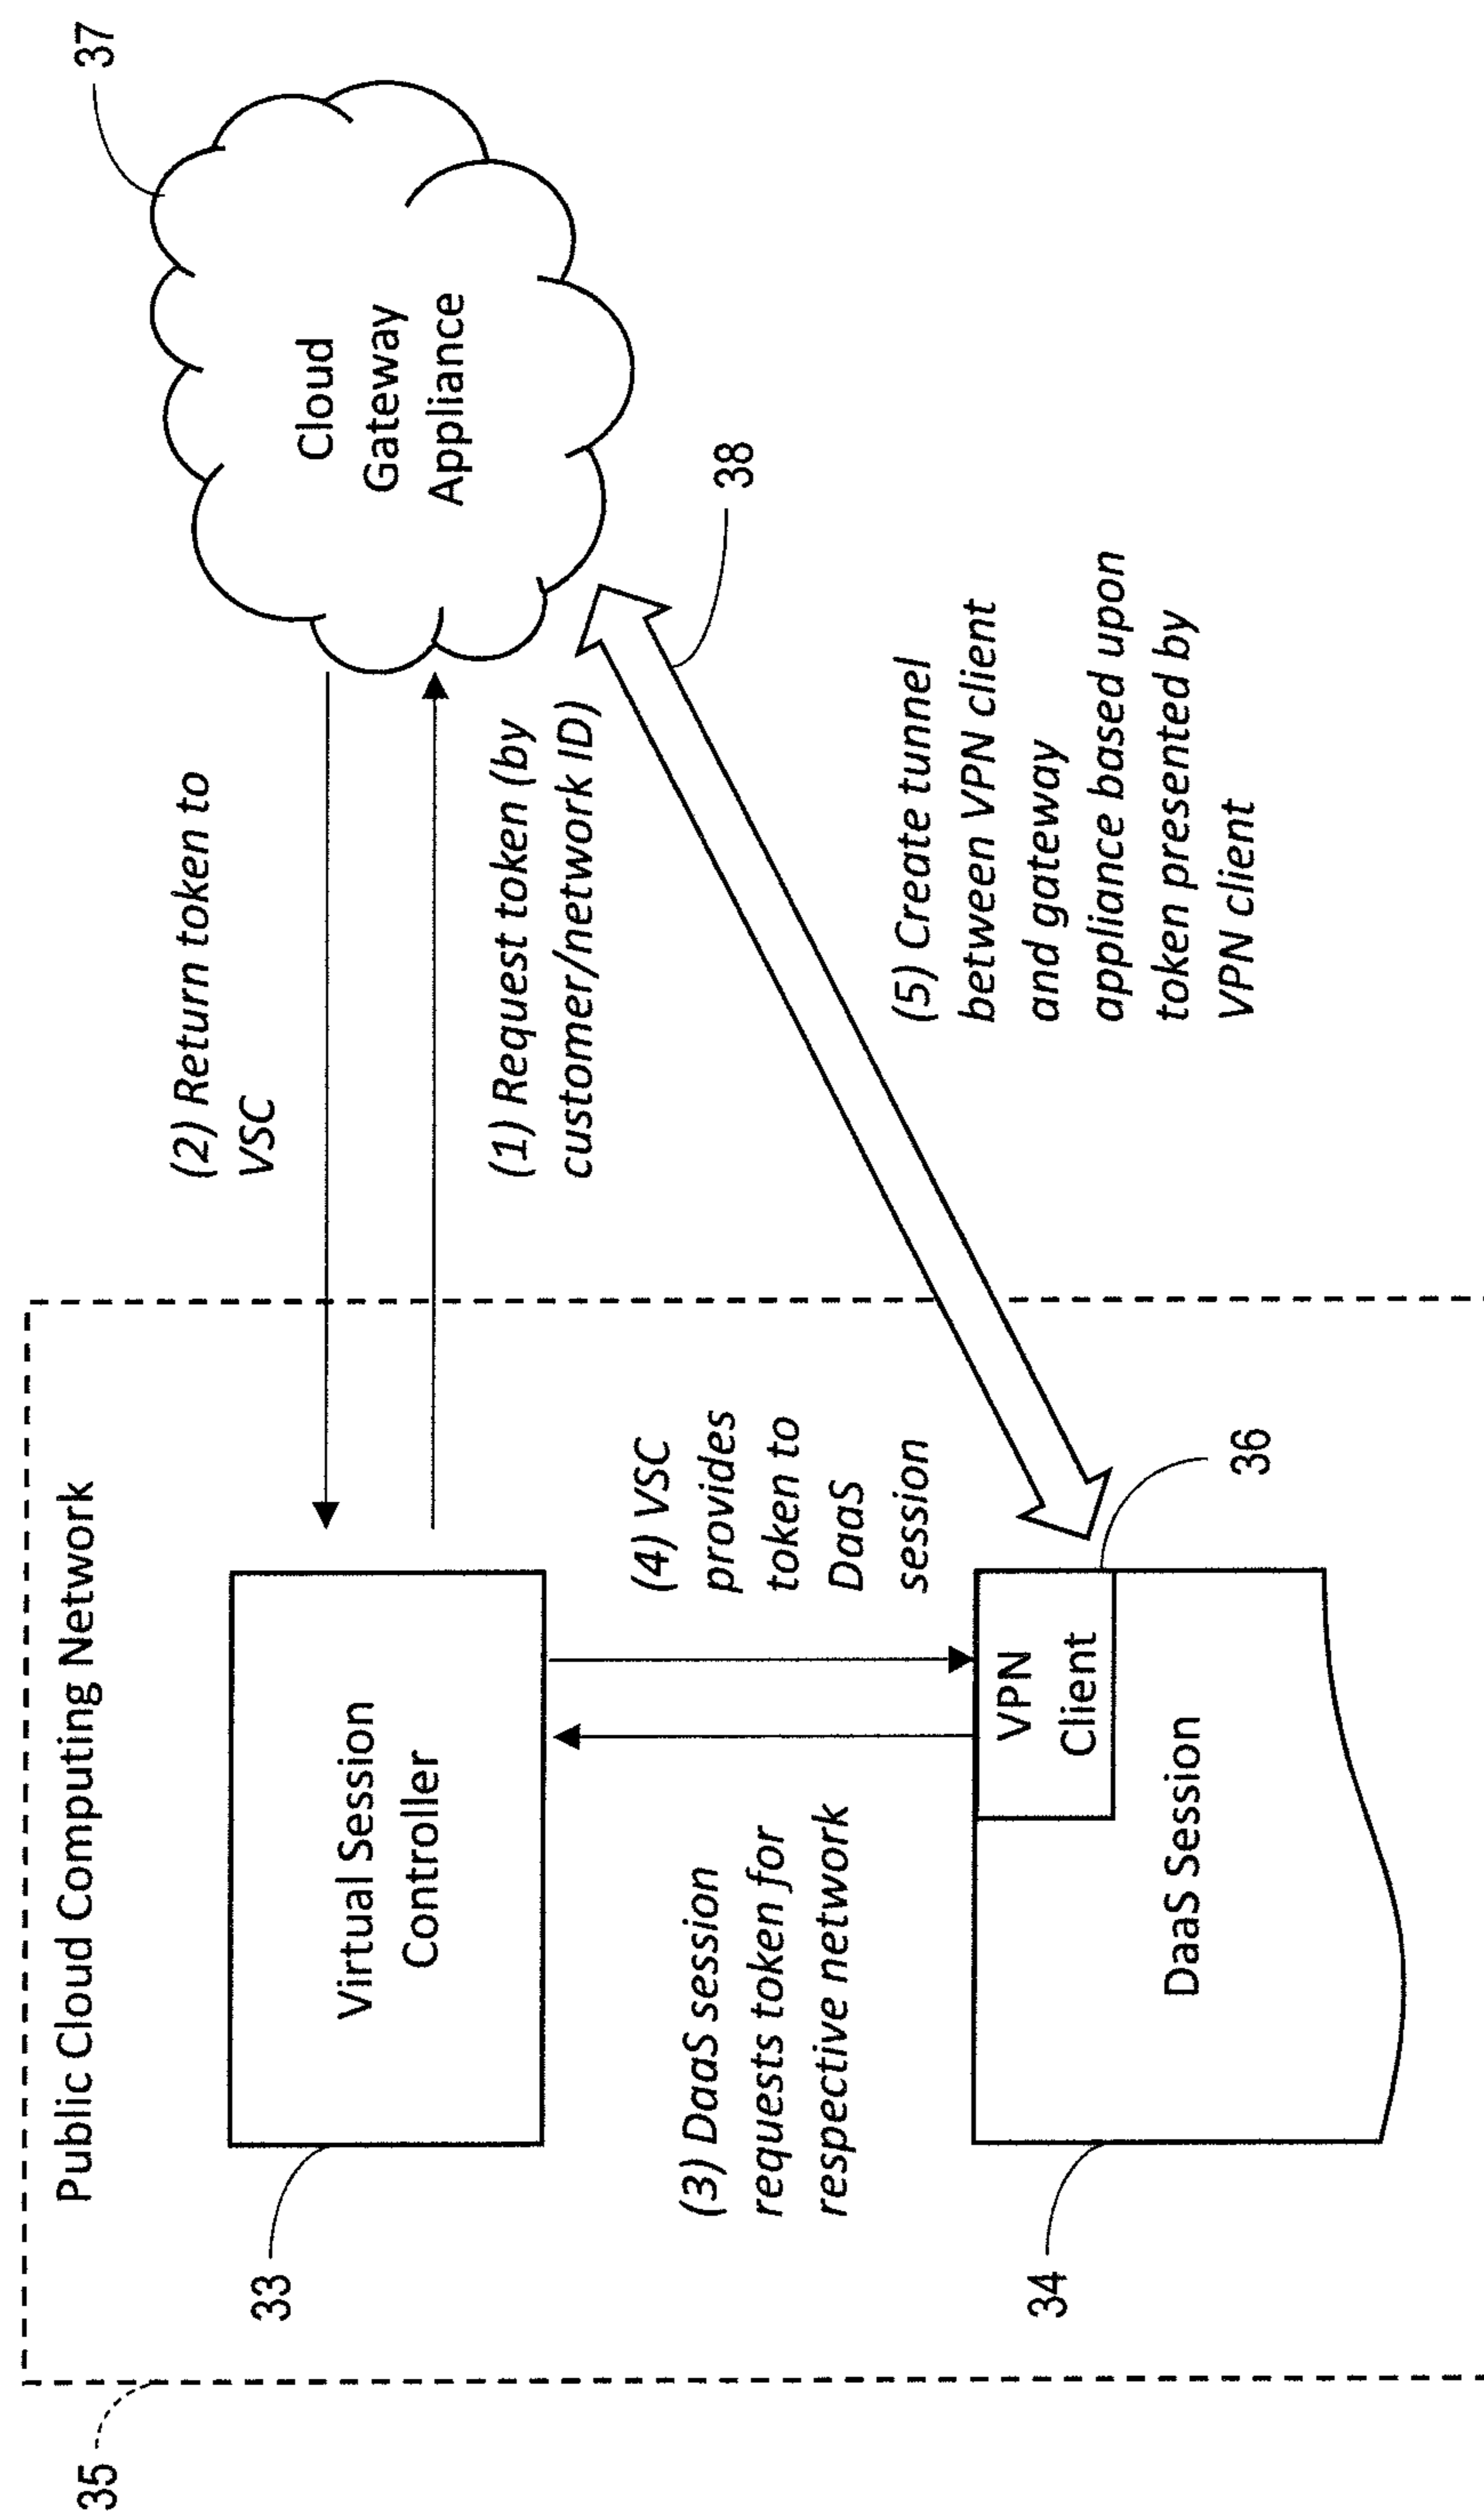 35
Public Cloud Computing Network
33
Virtual Session
Controller
(2) Return token to
VSC
(1) Request token (by
customer/network ID)
37
Cloud
Gateway
Appliance
(3) DaaS session
requests token for
respective network
(4) VSC
provides
token to
DaaS
session
38
(5) Create tunnel
between VPN client
and gateway
appliance based upon
token presented by
VPN client
34
VPN
Client
36
DaaS Session